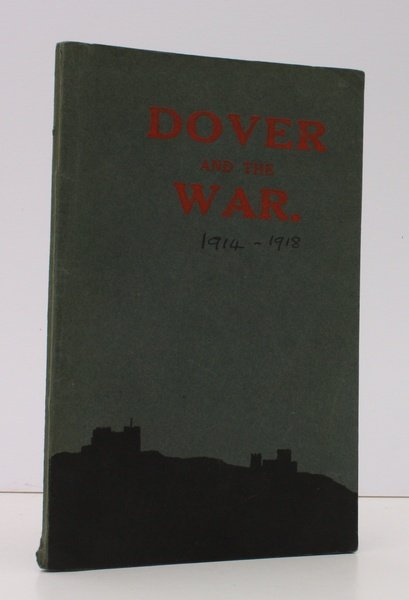 DOVER
AND THE
WAR.
1914 - 1918